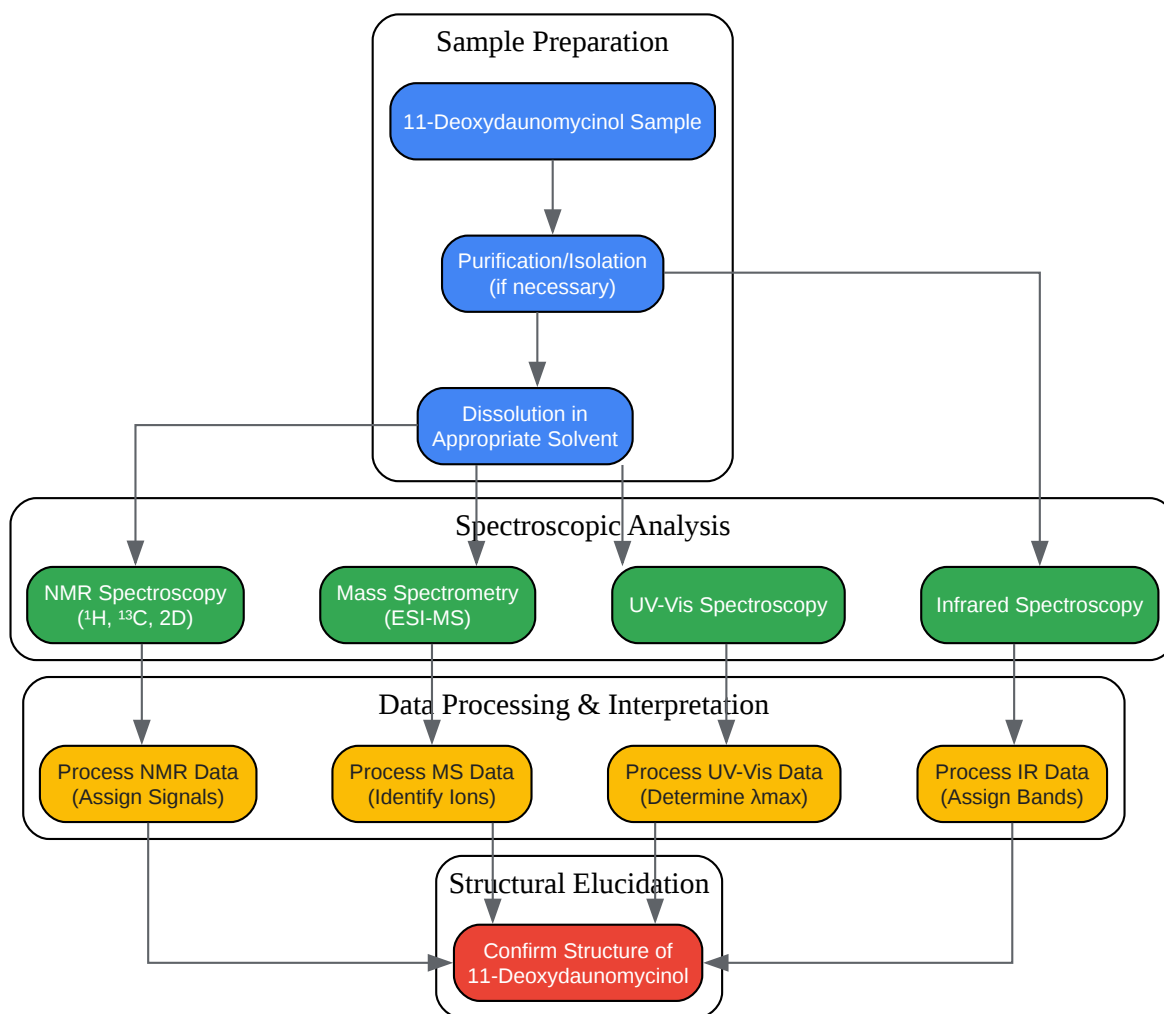 Sample Preparation
11-Deoxydaunomycinol Sample
Purification/Isolation
(if necessary)
Dissolution in
Appropriate Solvent
Spectroscopic Analysis
NMR Spectroscopy
(¹H, ¹³C, 2D)
Mass Spectrometry
(ESI-MS)
UV-Vis Spectroscopy
Infrared Spectroscopy
Data Processing & Interpretation
Process NMR Data
(Assign Signals)
Process MS Data
(Identify Ions)
Process UV-Vis Data
(Determine λmax)
Process IR Data
(Assign Bands)
Structural Elucidation
Confirm Structure of
11-Deoxydaunomycinol